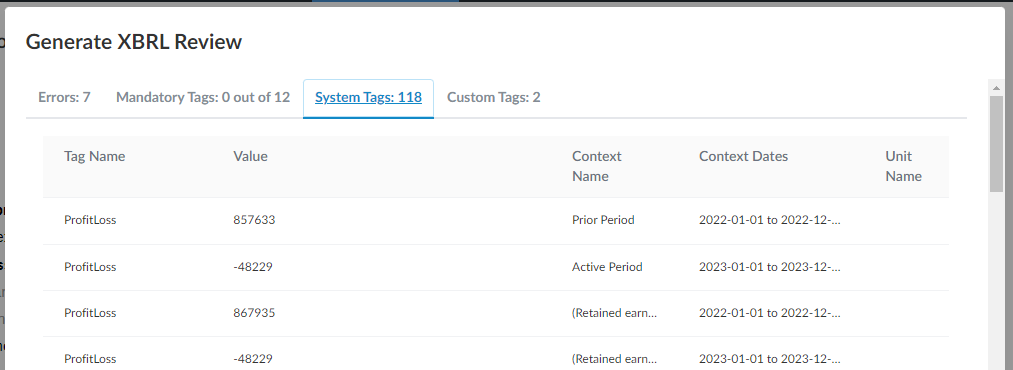 Generate XBRL Review
Errors: 7 Mandatory Tags: 0 out of 12 System Tags: 118 Custom Tags: 2
Tag Name Value Context Name Context Dates Unit Name
ProfitLoss 857633 Prior Period 2022-01-01 to 2022-12-...
ProfitLoss -48229 Active Period 2023-01-01 to 2023-12-...
ProfitLoss 867935 (Retained earn... 2022-01-01 to 2022-12-...
ProfitLoss -48229 (Retained earn... 2023-01-01 to 2023-12-...